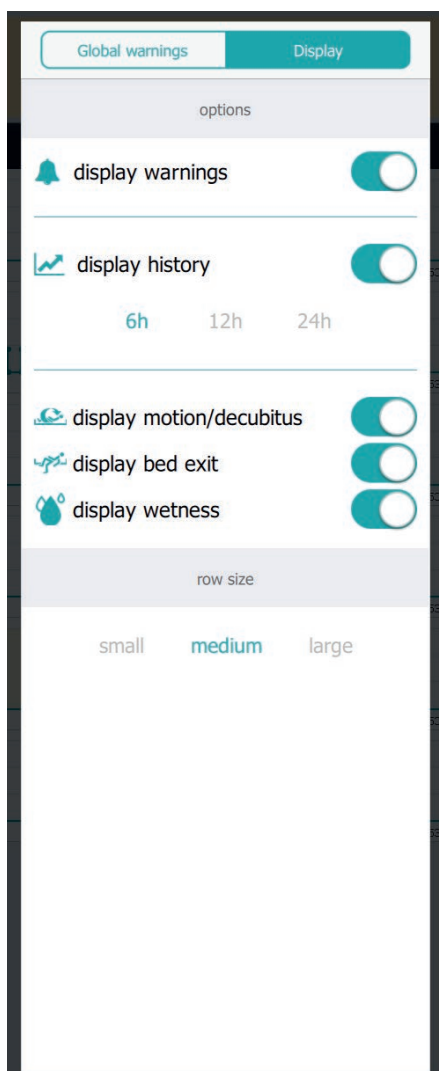 Global warnings Display
options
display warnings
display history
6h 12h 24h
display motion/decubitus
display bed exit
display wetness
row size
small medium large